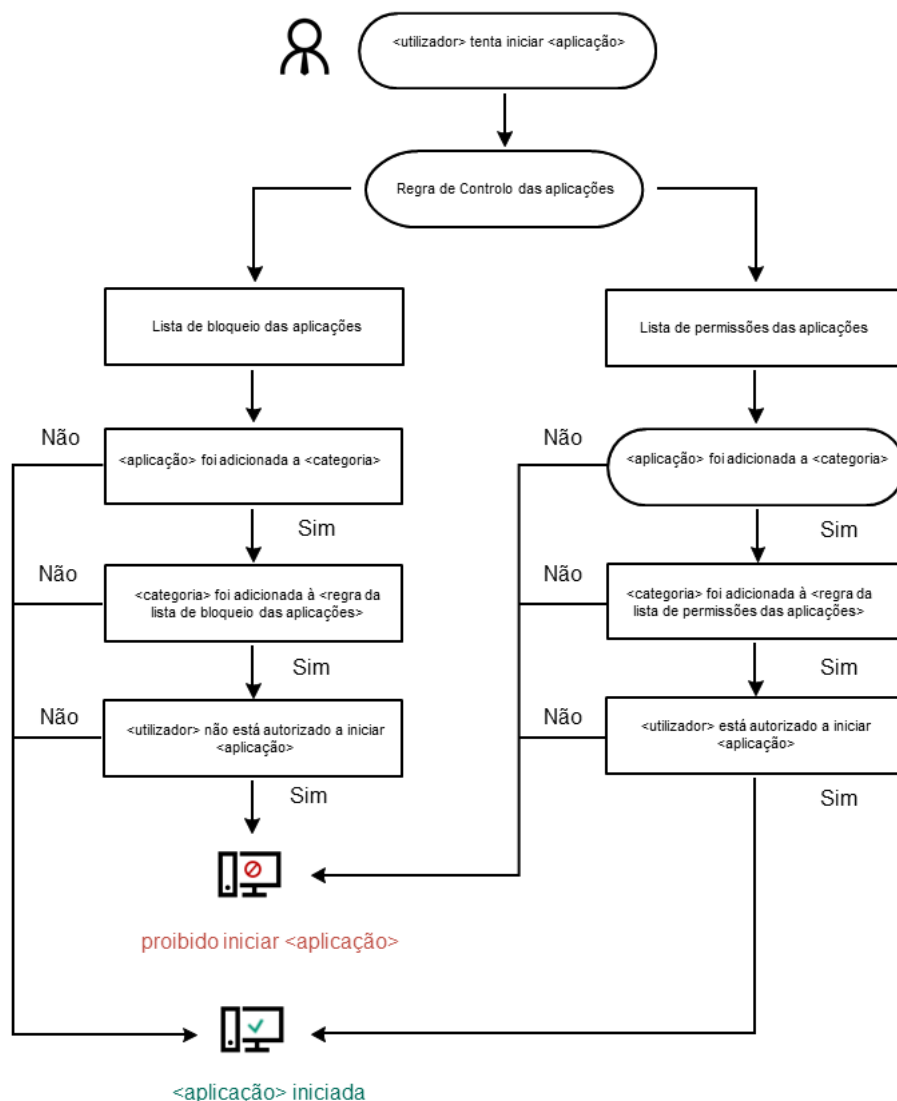 <utilizador> tenta iniciar <aplicação>
Regra de Controlo das aplicações
Lista de bloqueio das aplicações
Lista de permissões das aplicações
Não
<aplicação> foi adicionada a <categoria>
Não
<aplicação> foi adicionada a <categoria>
Sim
Sim
Não
<categoria> foi adicionada à <regra da
lista de bloqueio das aplicações>
Não
<categoria> foi adicionada à <regra da
lista de permissões das aplicações>
Sim
Sim
Não
<utilizador> não está autorizado a iniciar
<aplicação>
Não
<utilizador> está autorizado a iniciar
<aplicação>
Sim
Sim
proibido iniciar <aplicação>
<aplicação> iniciada